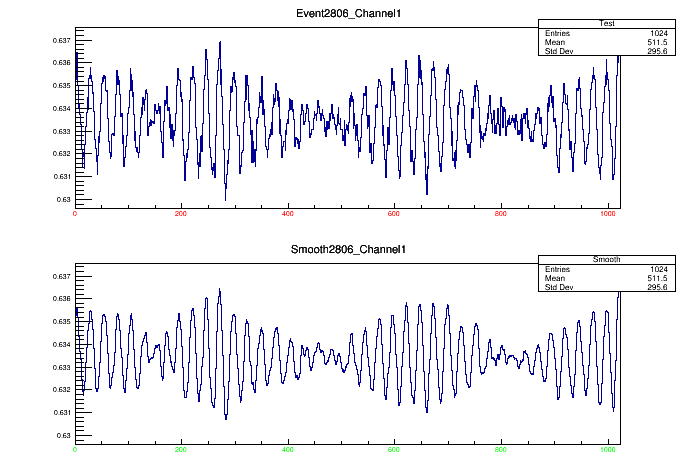 Event2806_Channel1
Test
Entries 1024
Mean 511.5
Std Dev 295.6
0.637
0.636
0.635
0.634
0.633
0.632
0.631
0.63
0 200 400 600 800 1000
Smooth2806_Channel1
Smooth
Entries 1024
Mean 511.5
Std Dev 295.6
0.637
0.636
0.635
0.634
0.633
0.632
0.631
0.63
0 200 400 600 800 1000